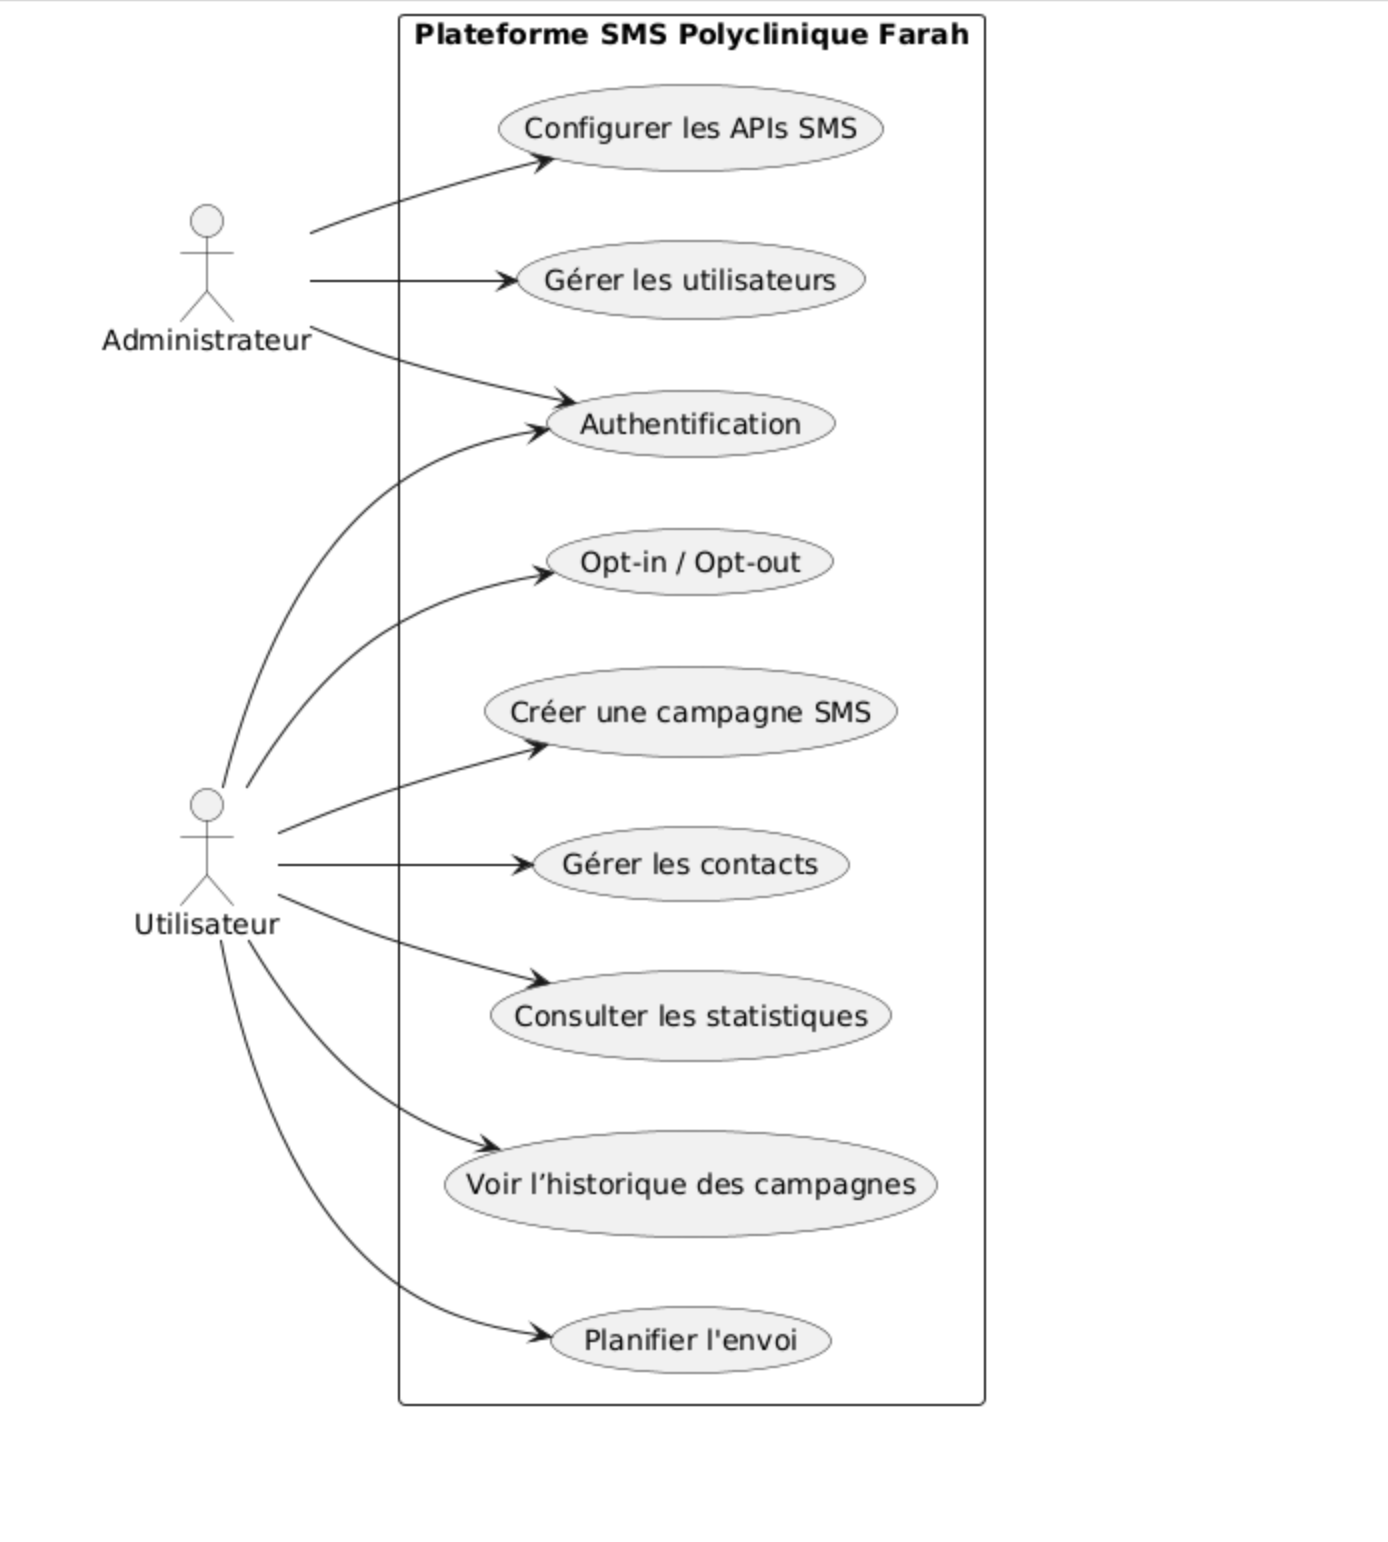 Plateforme SMS Polyclinique Farah
Configurer les APIs SMS
Gérer les utilisateurs
Administrateur
Authentification
Opt-in / Opt-out
Créer une campagne SMS
Gérer les contacts
Utilisateur
Consulter les statistiques
Voir l’historique des campagnes
Planifier l'envoi